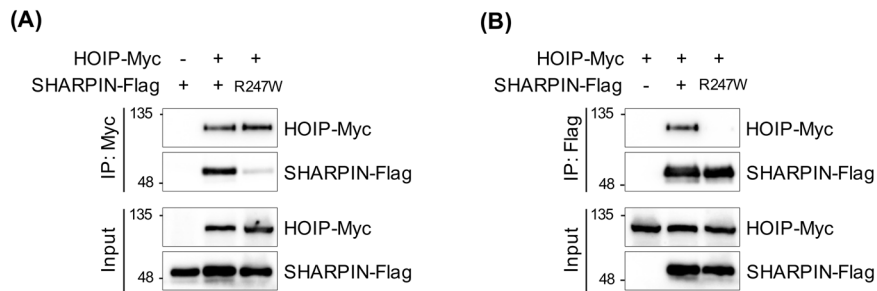 (A)
HOIP-Myc - + +
SHARPIN-Flag + + R247W
IP: Myc
135 -
HOIP-Myc
48 -
SHARPIN-Flag
Input
135 -
HOIP-Myc
48 -
SHARPIN-Flag
(B)
HOIP-Myc + + +
SHARPIN-Flag - + R247W
IP: Flag
135 -
HOIP-Myc
48 -
SHARPIN-Flag
Input
135 -
HOIP-Myc
48 -
SHARPIN-Flag